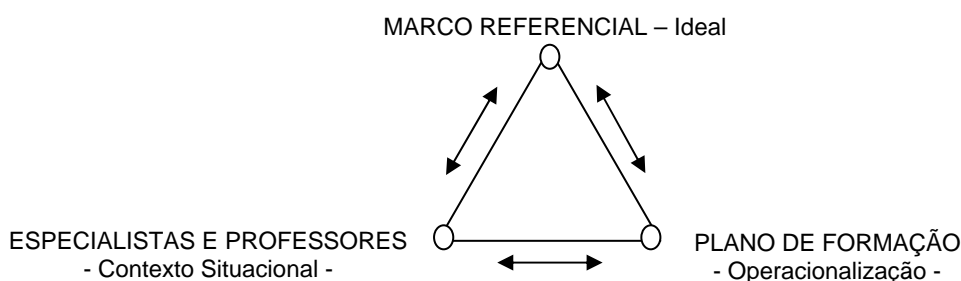 MARCO REFERENCIAL – Ideal
ESPECIALISTAS E PROFESSORES
- Contexto Situacional -
PLANO DE FORMAÇÃO
- Operacionalização -